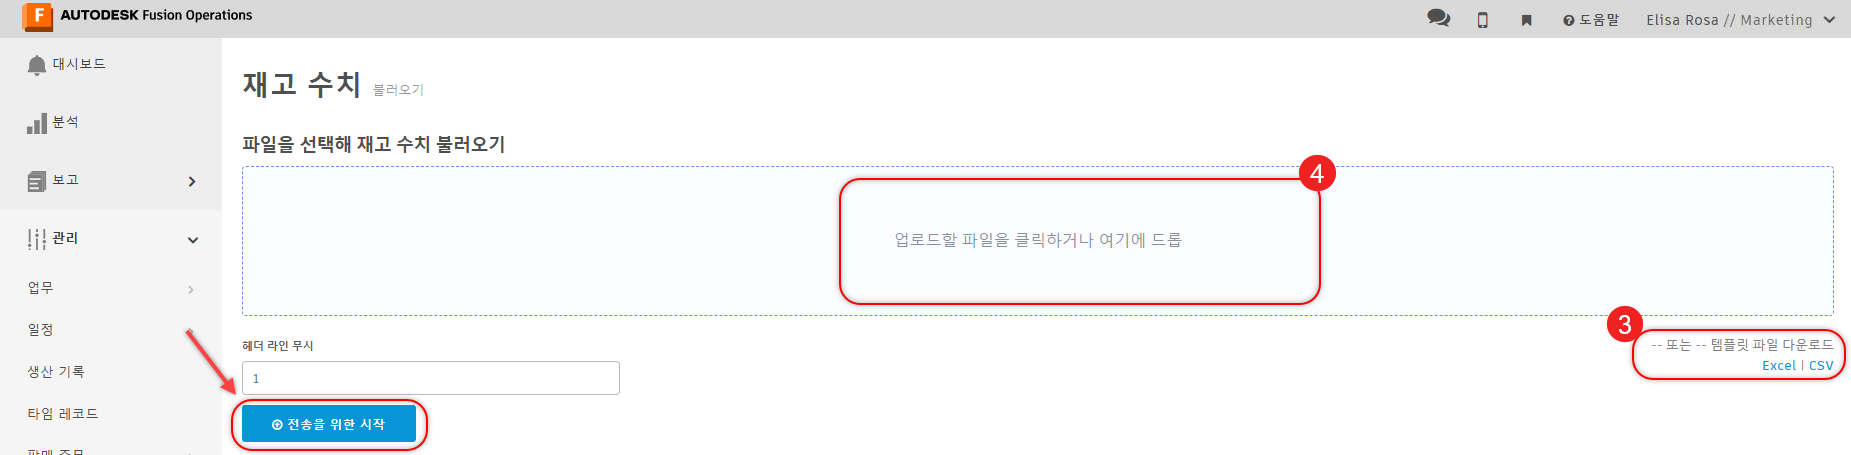 F AUTODESK Fusion Operations
도움말
Elisa Rosa // Marketing
대시보드
분석
보고
관리
업무
일정
생산 기록
타임 레코드
재고 수치 불러오기
파일을 선택해 재고 수치 불러오기
4
업로드할 파일을 클릭하거나 여기에 드롭
3
-- 또는 -- 템플릿 파일 다운로드
Excel | CSV
헤더 라인 무시
1
전송을 위한 시작